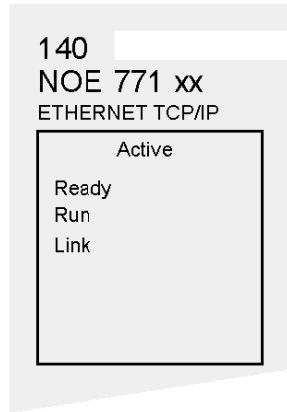 140
NOE 771 xx
ETHERNET TCP/IP
Active
Ready
Run
Link